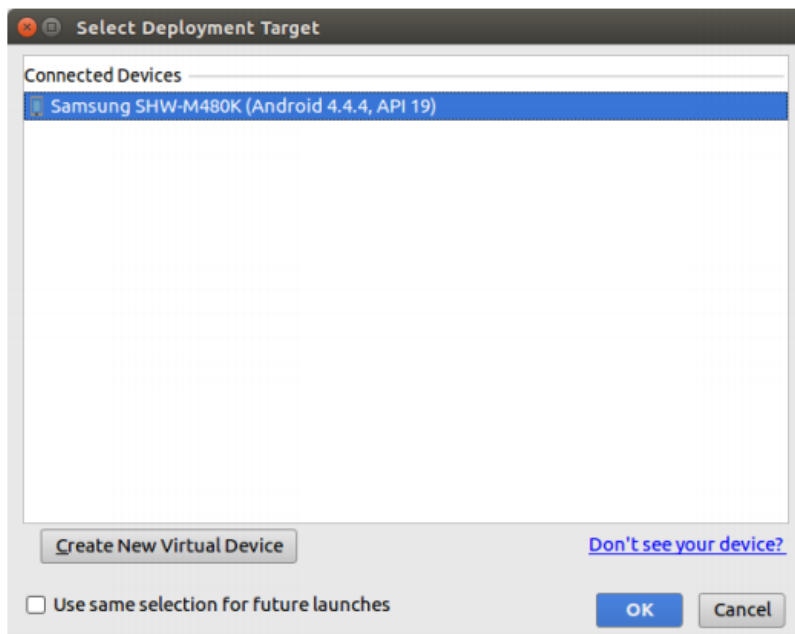 Select Deployment Target
Connected Devices
Samsung SHW-M480K (Android 4.4.4, API 19)
Create New Virtual Device
Don't see your device?
Use same selection for future launches
OK
Cancel